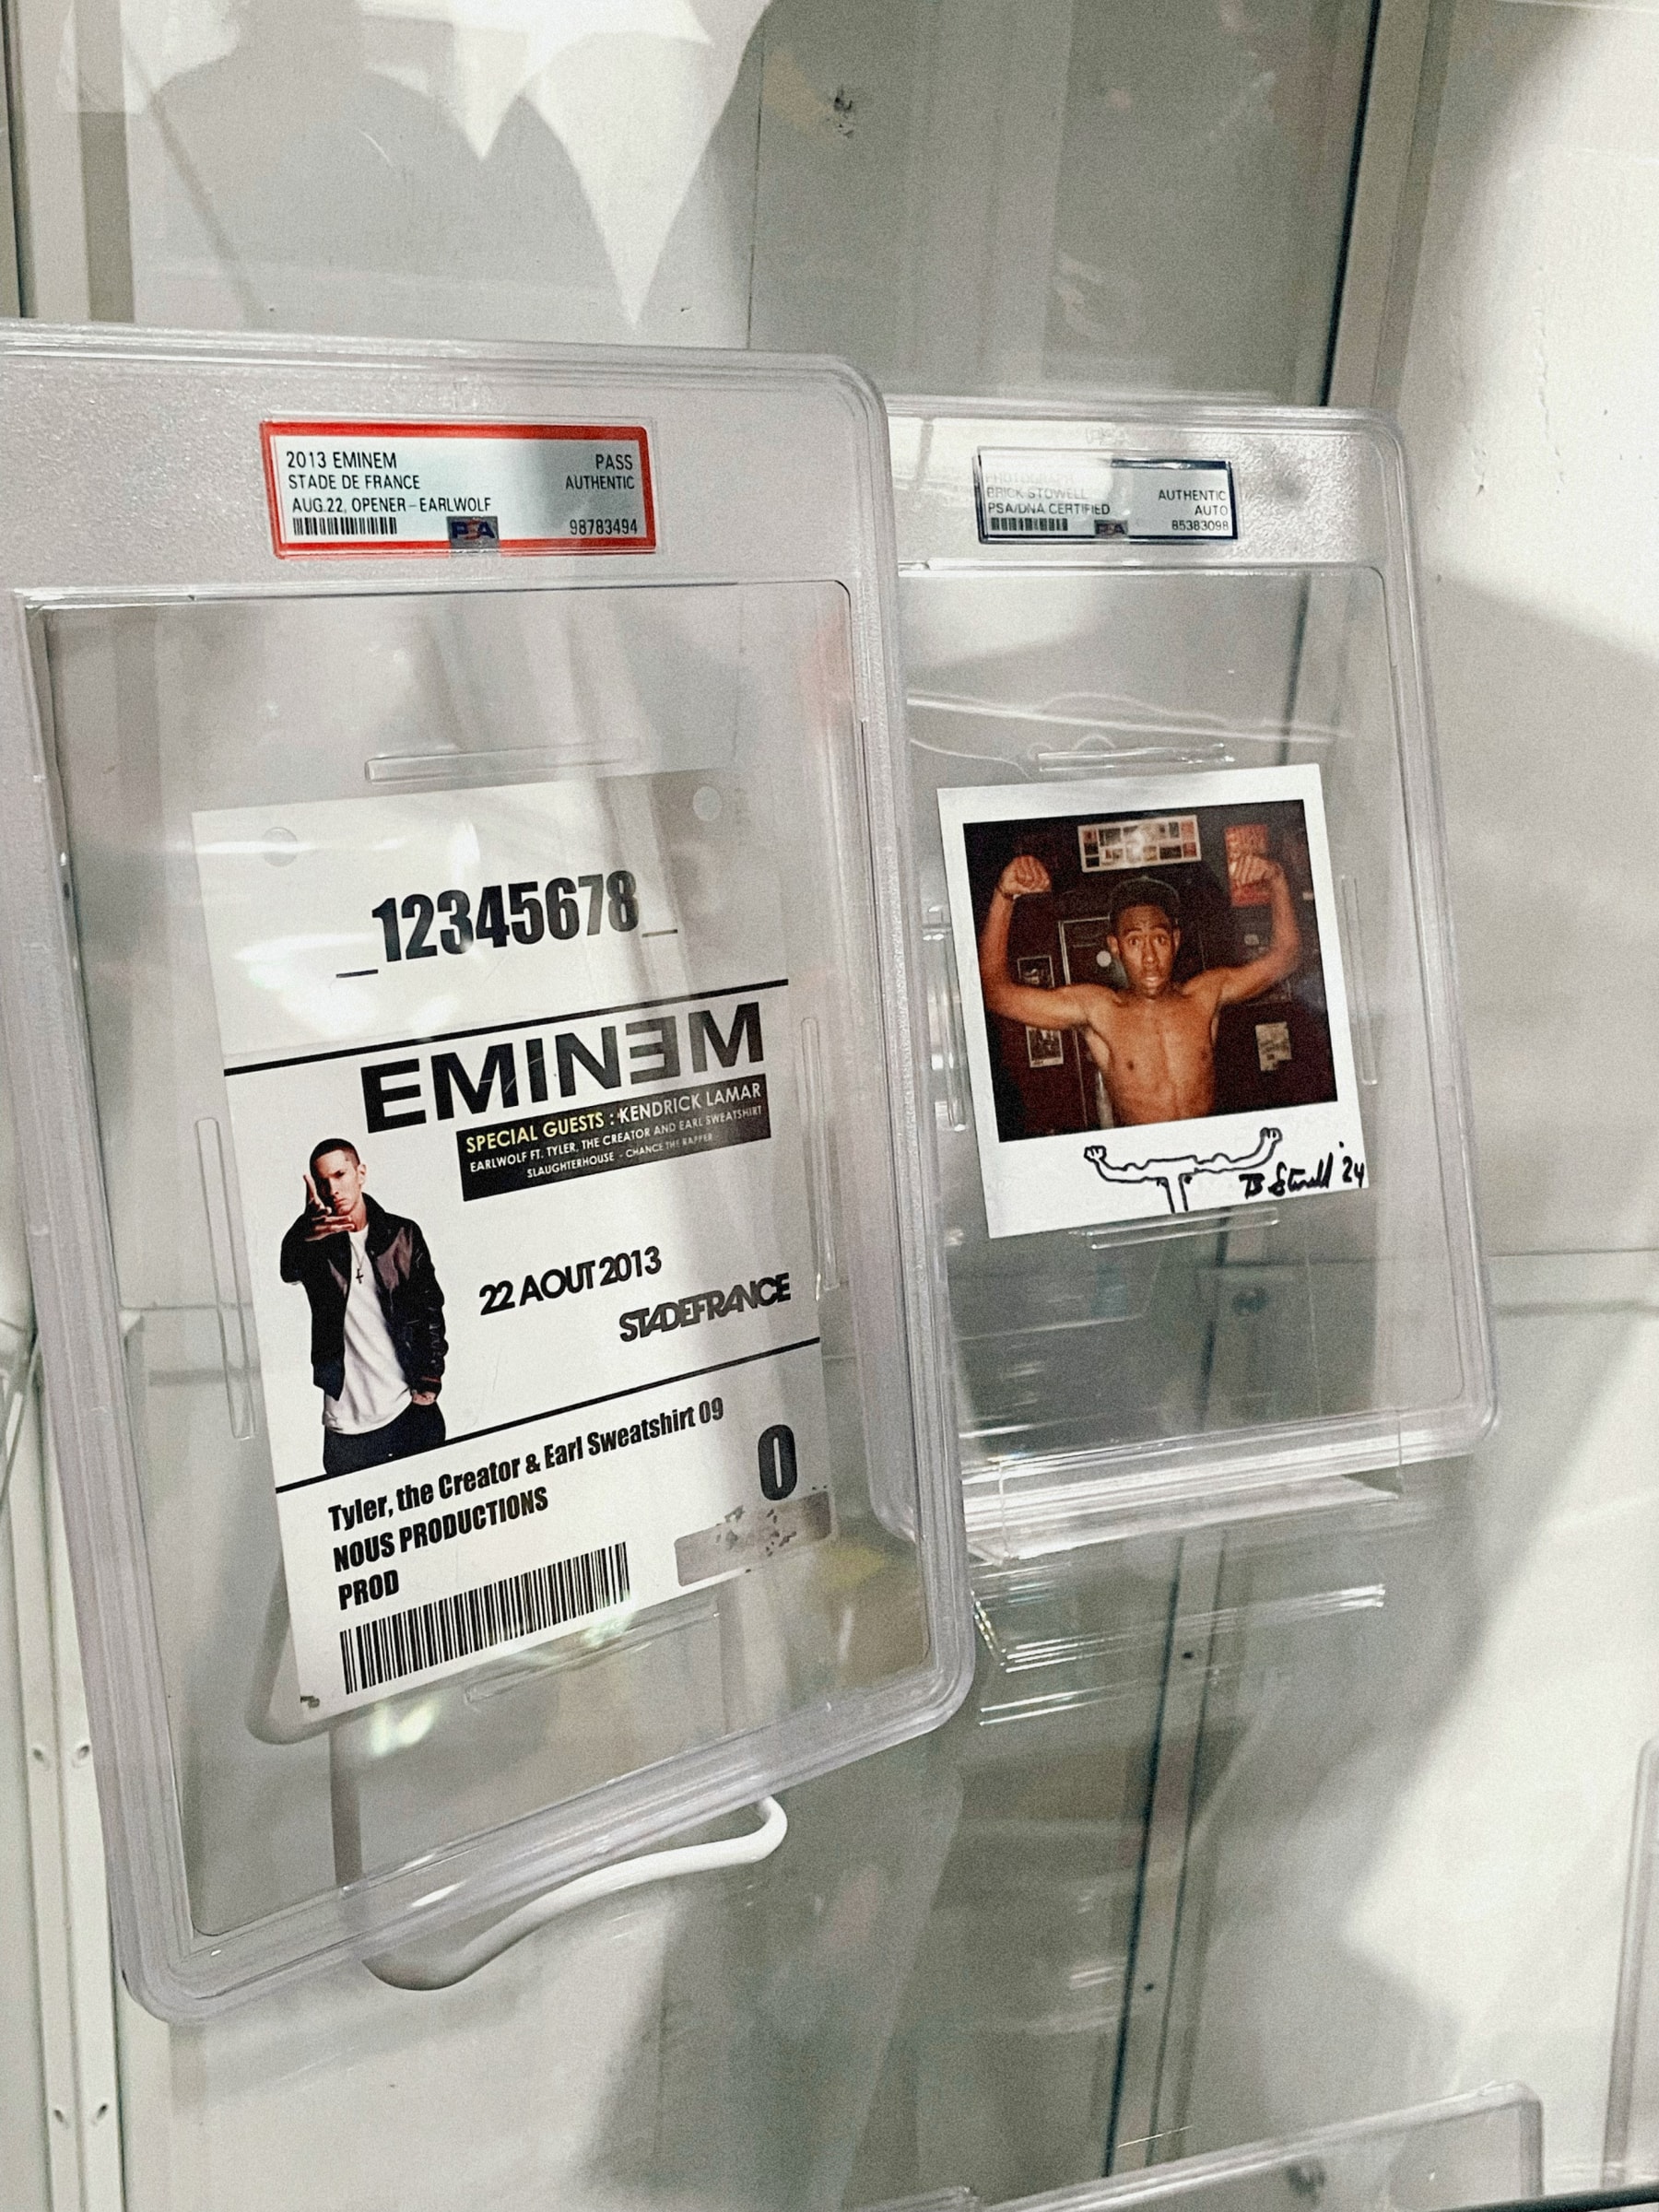 2013 EMINEM PASS
STADE DE FRANCE AUTHENTIC
AUG.22, OPENER-EARLWOLF
PSA 98783494
_12345678_
EMINEM
SPECIAL GUESTS : KENDRICK LAMAR
EARLWOLF FT. TYLER, THE CREATOR AND EARL SWEATSHIRT
SLAUGHTERHOUSE - CHANCE THE RAPPER
22 AOUT 2013
STADEFRANCE
Tyler, the Creator & Earl Sweatshirt 09
NOUS PRODUCTIONS
PROD
0
BRICK STOWELL AUTHENTIC
PSA/DNA CERTIFIED AUTO
PSA 85383098
B Stowell '24